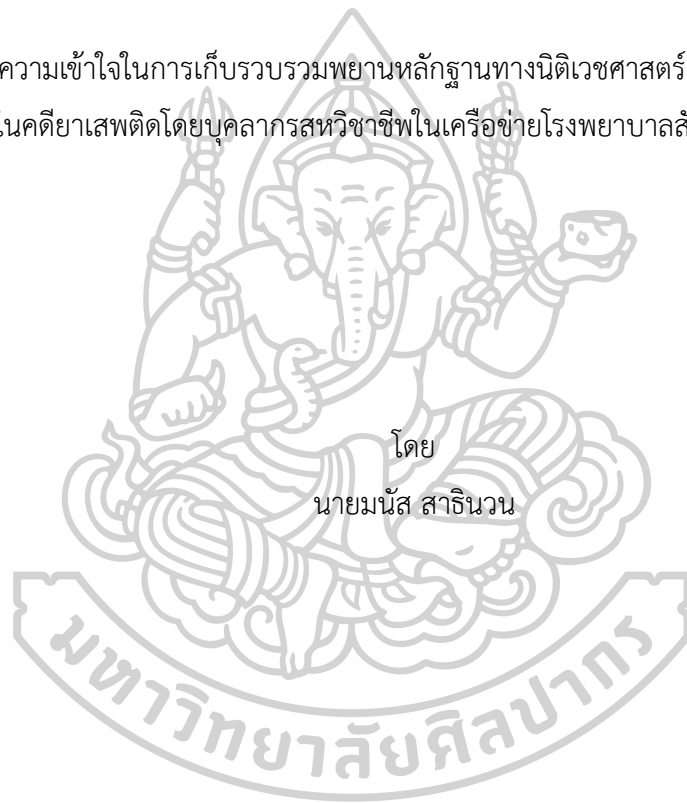 ความเข้าใจในการเก็บรวบรวมพยานหลักฐานทางนิติเวชศาสตร์
นคดียาเสพติดโดยบุคลากรสหวิชาชีพในเครือข่ายโรงพยาบาลสั
โดย
นายมนัส สาธินวน
มหาวิทยาลัยศิลปากร